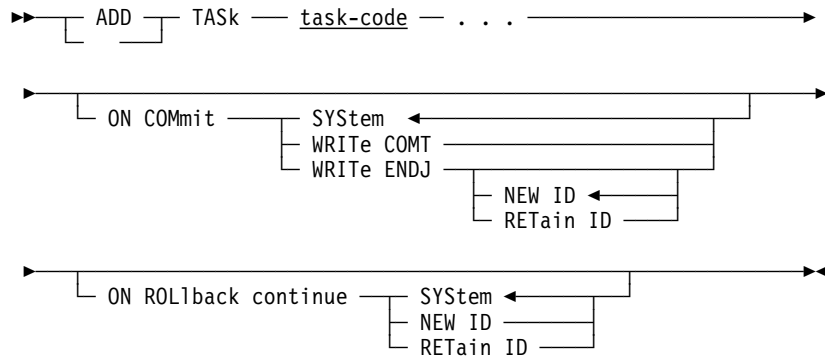 ADD TASk task-code . . .
ON COMmit SYStem
WRITe COMT
WRITe ENDJ
NEW ID
RETain ID
ON ROLlback continue SYStem
NEW ID
RETain ID